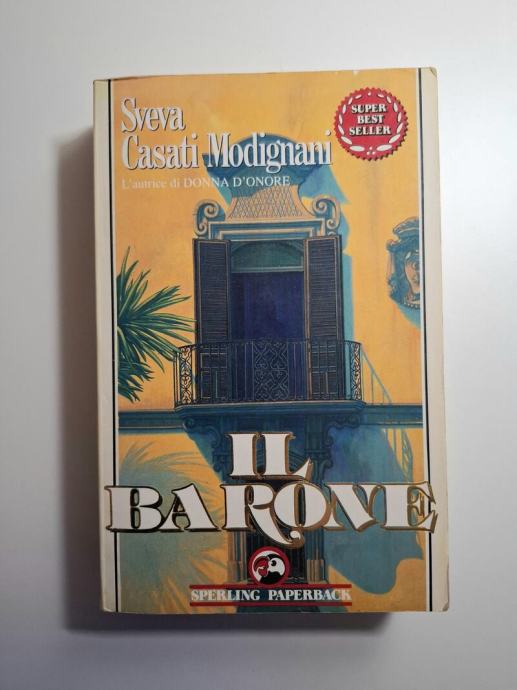 Sveva
Casati Modignani
L'autrice di DONNA D'ONORE
SUPER
BEST
SELLER
IL
BARONE
SPERLING PAPERBACK